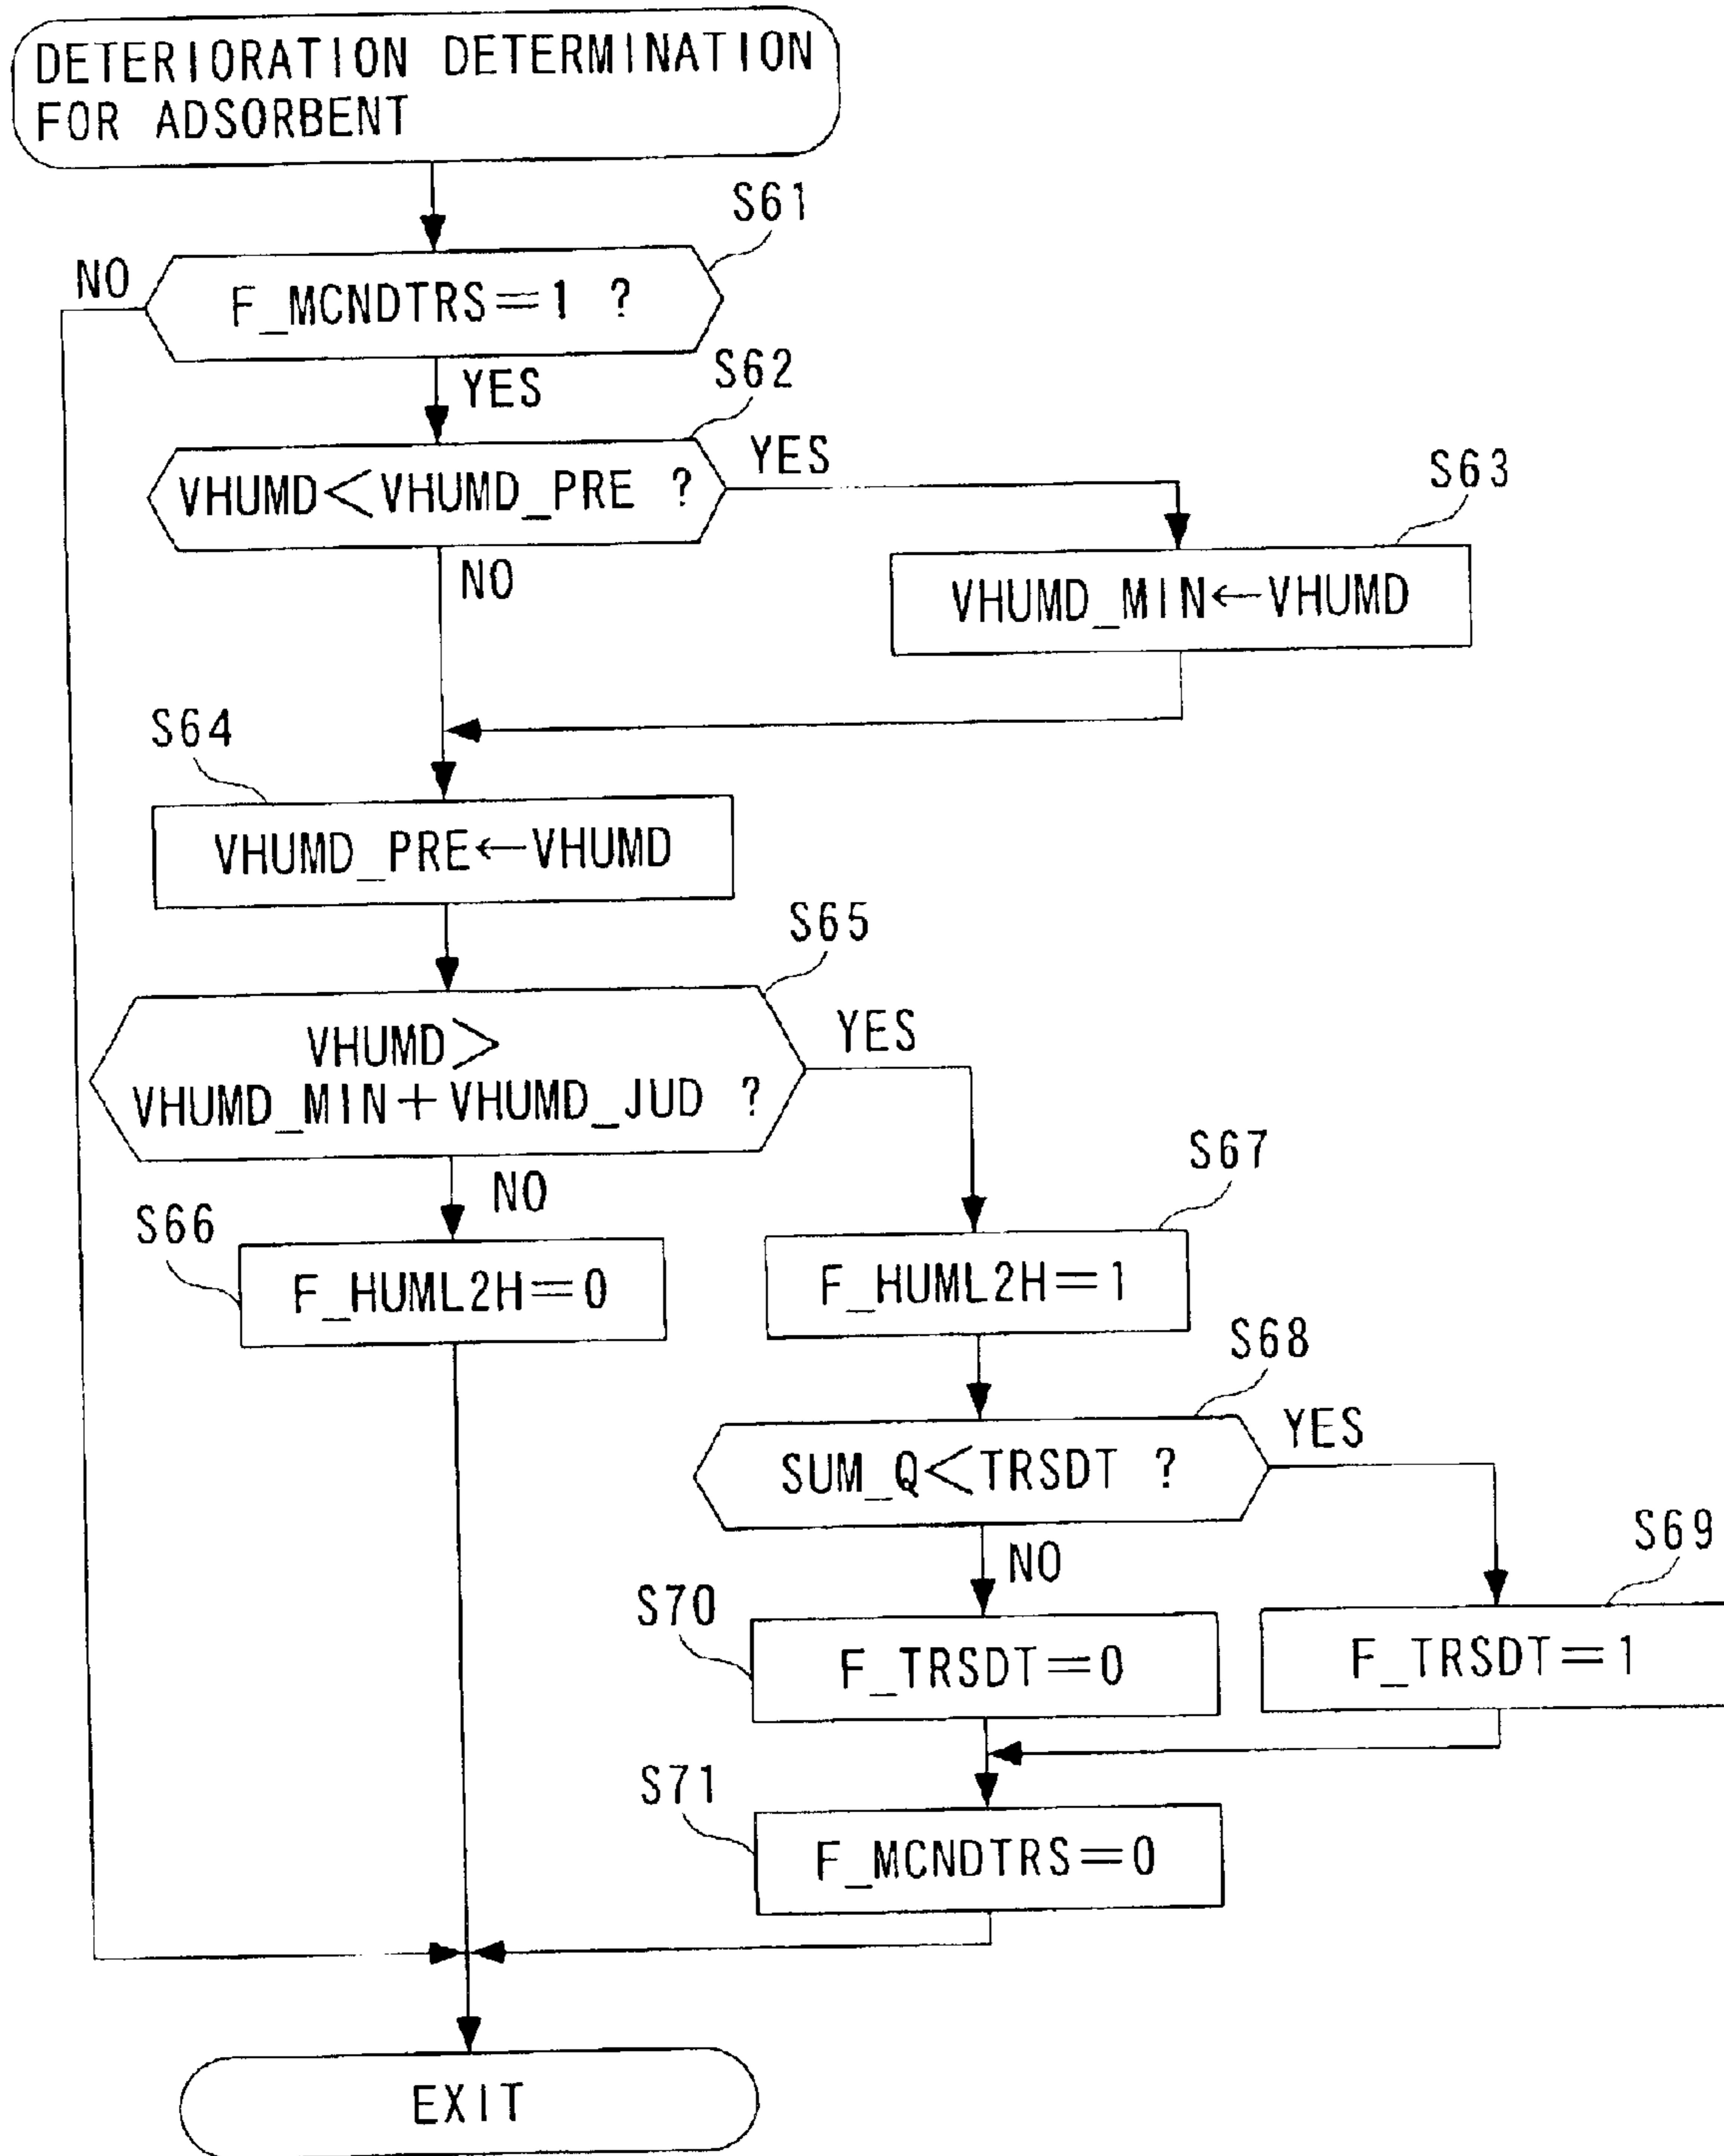 DETERIORATION DETERMINATION
FOR ADSORBENT
S61
NO
F_MCNDTRS=1 ?
YES
S62
VHUMD<VHUMD_PRE ?
YES
NO
S63
VHUMD_MIN←VHUMD
S64
VHUMD_PRE←VHUMD
S65
VHUMD>
VHUMD_MIN+VHUMD_JUD ?
YES
NO
S66
F_HUML2H=0
S67
F_HUML2H=1
S68
SUM_Q<TRSDT ?
YES
NO
S69
F_TRSDT=1
S70
F_TRSDT=0
S71
F_MCNDTRS=0
EXIT